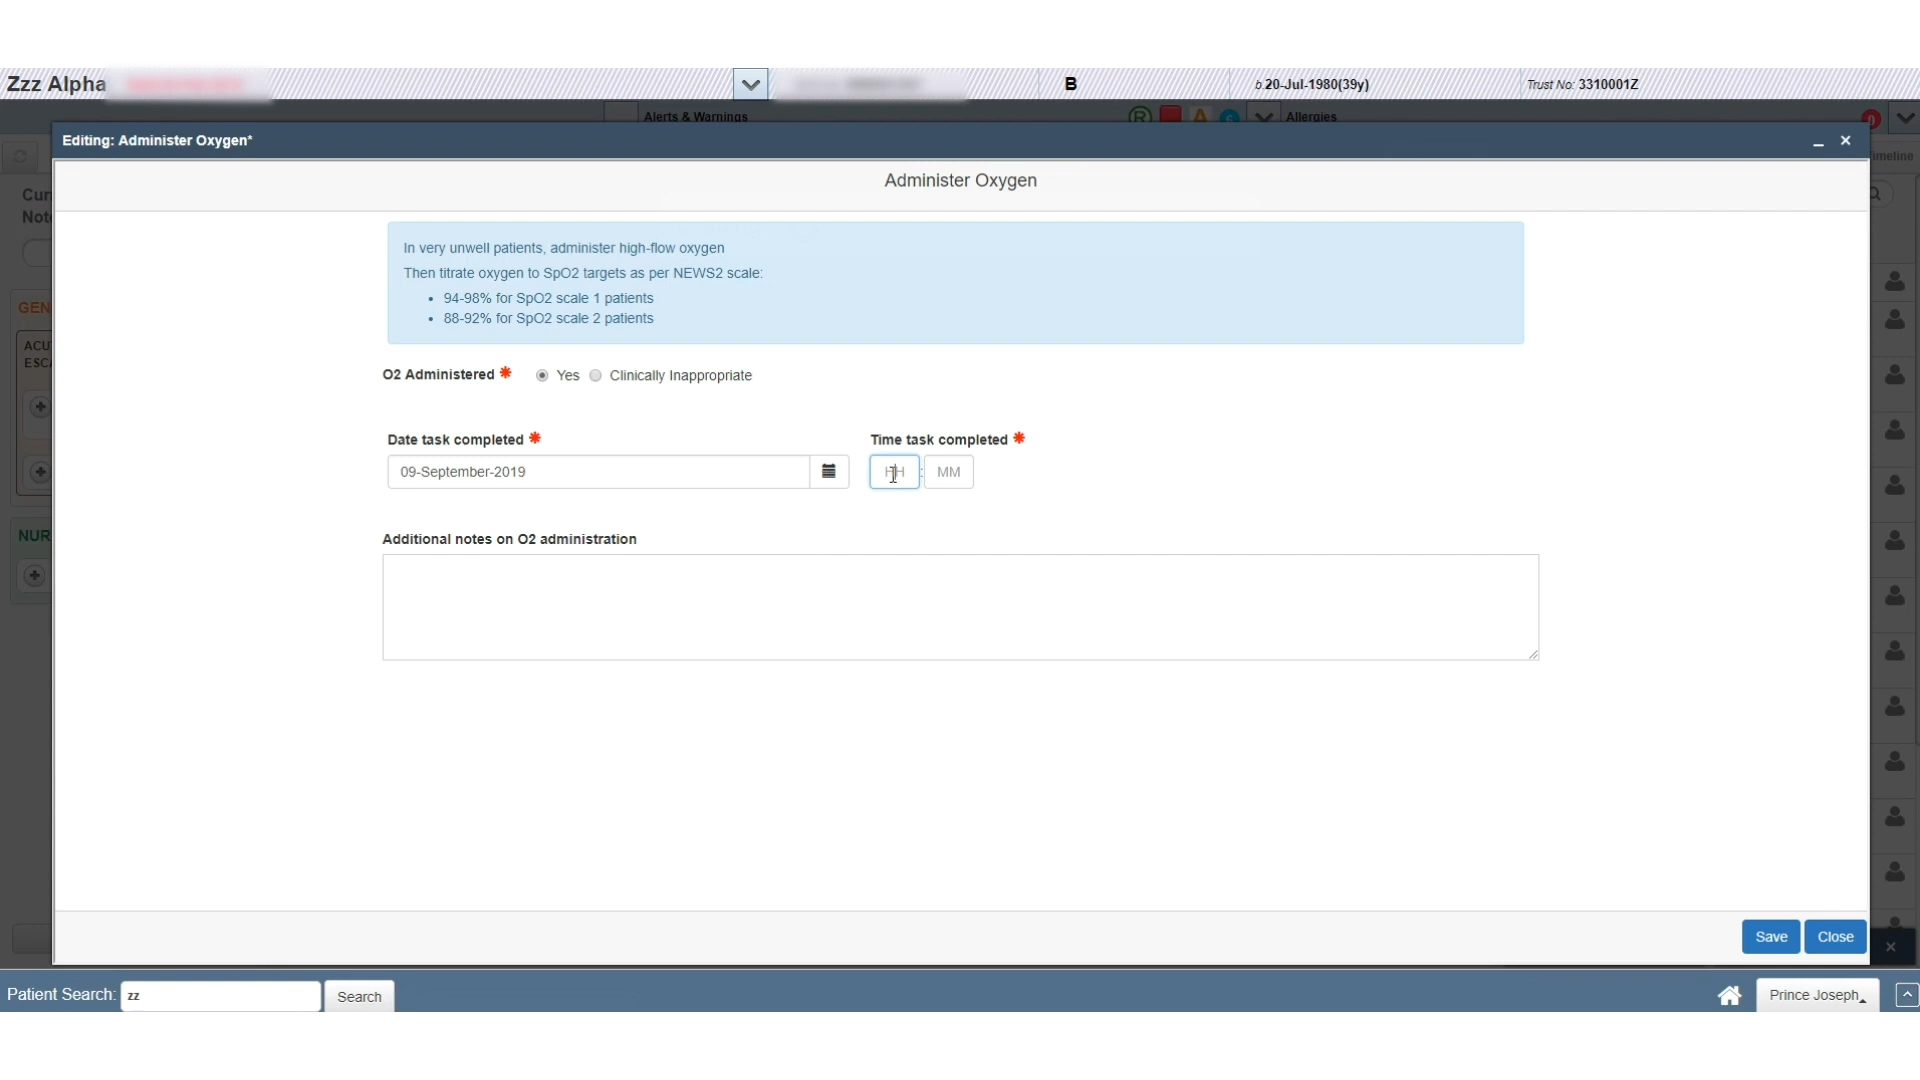 Zzz Alpha
B
b.20-Jul-1980(39y)
Trust No: 3310001Z
Alerts & Warnings
R
A
6
Allergies
0
Editing: Administer Oxygen*
Timeline
Administer Oxygen
Cur
Not
In very unwell patients, administer high-flow oxygen
Then titrate oxygen to SpO2 targets as per NEWS2 scale:
• 94-98% for SpO2 scale 1 patients
• 88-92% for SpO2 scale 2 patients
GEN
ACU
ESCA
O2 Administered * Yes Clinically Inappropriate
Date task completed *
Time task completed *
09-September-2019
HH : MM
NUR
Additional notes on O2 administration
Save
Close
Patient Search: zz
Search
Prince Joseph